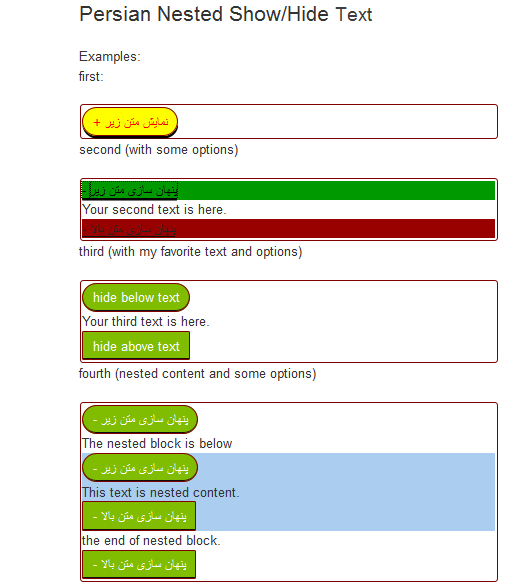 Persian Nested Show/Hide Text
Examples:
first:
نمایش متن زیر +
second (with some options)
پنهان سازی متن زیر -
Your second text is here.
پنهان سازی متن بالا -
third (with my favorite text and options)
hide below text
Your third text is here.
hide above text
fourth (nested content and some options)
پنهان سازی متن زیر -
The nested block is below
پنهان سازی متن زیر -
This text is nested content.
پنهان سازی متن بالا -
the end of nested block.
پنهان سازی متن بالا -